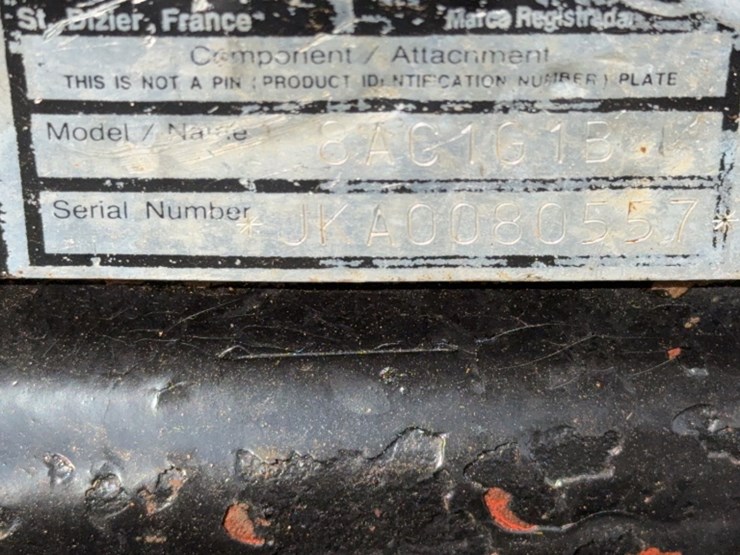 St. Dizier, France
Marca Registrada
Component / Attachment
THIS IS NOT A PIN (PRODUCT IDENTIFICATION NUMBER) PLATE
Model / Name
Serial Number *JKA0080557*